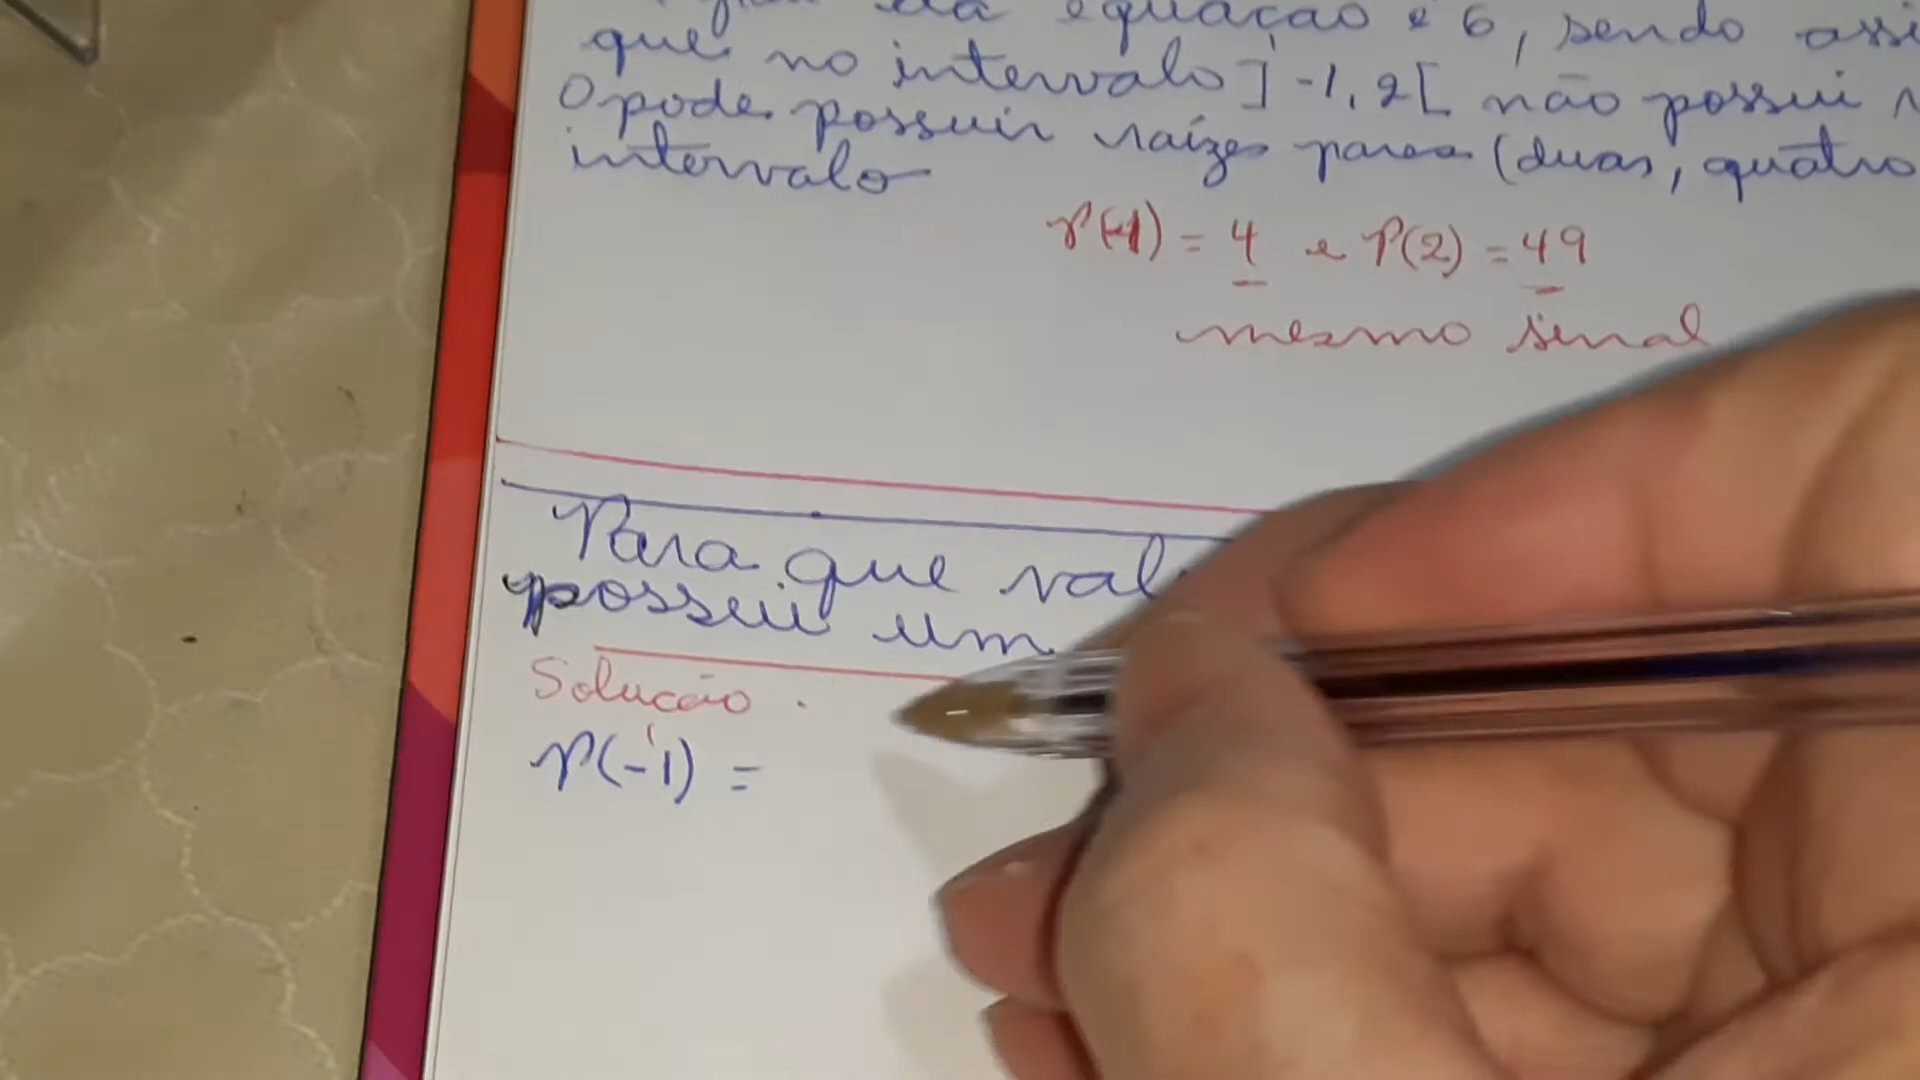 da equação é 6, sendo assi
que no intervalo ]-1,2[ não possui
O pode possuir raízes pares (duas, quatro
intervalo
P(-1) = 4 e P(2) = 49
mesmo sinal
Para que val
possui um
Solução
P(-1) =